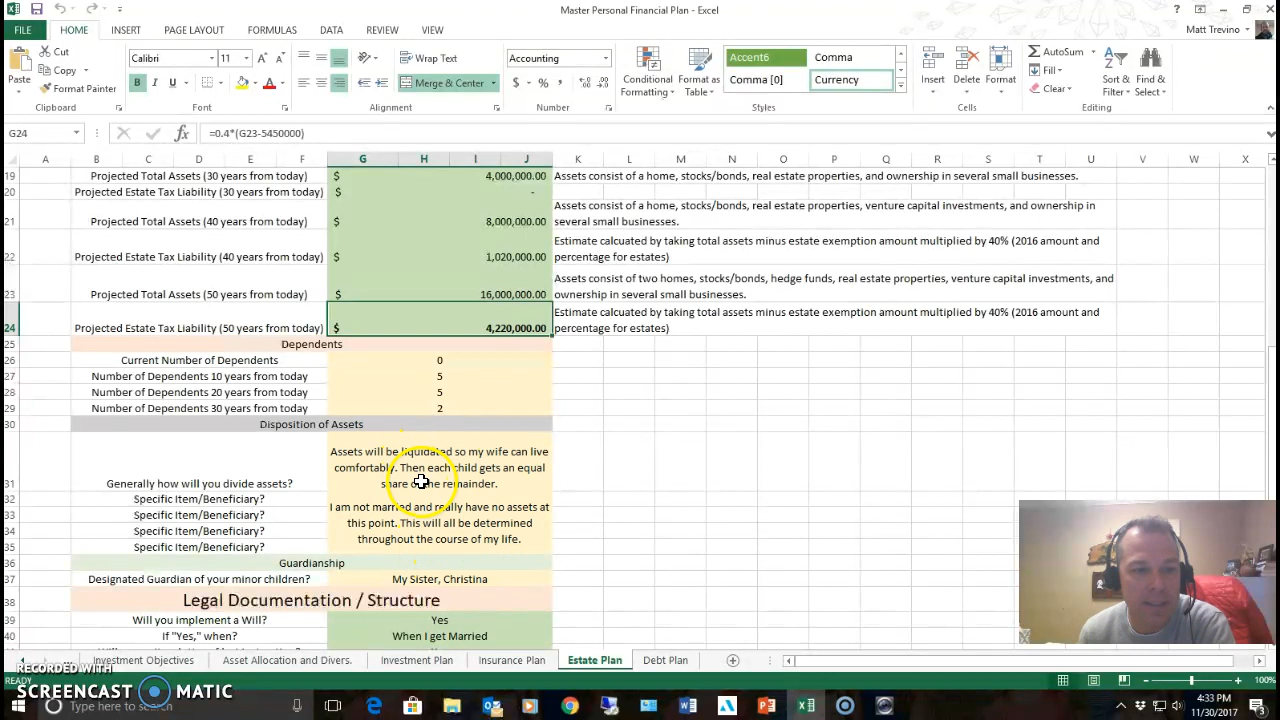 Master Personal Financial Plan - Excel
Matt Trevino
FILE HOME INSERT PAGE LAYOUT FORMULAS DATA REVIEW VIEW
Paste
Cut
Copy
Format Painter
Clipboard
Calibri 11
B I U
Font
Wrap Text
Merge & Center
Alignment
Accounting
$ % ,
Number
Conditional Formatting
Format as Table
Accent6 Comma
Comma [0] Currency
Styles
Insert Delete Format
Cells
AutoSum
Fill
Clear
Sort & Filter
Find & Select
Editing
G24 fx =0.4*(G23-5450000)
A B C D E F G H I J K L M N O P Q R S T U V W X
19 Projected Total Assets (30 years from today) $ 4,000,000.00 Assets consist of a home, stocks/bonds, real estate properties, and ownership in several small businesses.
20 Projected Estate Tax Liability (30 years from today) $ -
Assets consist of a home, stocks/bonds, real estate properties, venture capital investments, and ownership in
21 Projected Total Assets (40 years from today) $ 8,000,000.00 several small businesses.
Estimate calcuated by taking total assets minus estate exemption amount multiplied by 40% (2016 amount and
22 Projected Estate Tax Liability (40 years from today) $ 1,020,000.00 percentage for estates)
Assets consist of two homes, stocks/bonds, hedge funds, real estate properties, venture capital investments, and
23 Projected Total Assets (50 years from today) $ 16,000,000.00 ownership in several small businesses.
Estimate calcuated by taking total assets minus estate exemption amount multiplied by 40% (2016 amount and
24 Projected Estate Tax Liability (50 years from today) $ 4,220,000.00 percentage for estates)
25 Dependents
26 Current Number of Dependents 0
27 Number of Dependents 10 years from today 5
28 Number of Dependents 20 years from today 5
29 Number of Dependents 30 years from today 2
30 Disposition of Assets
Assets will be liquidated so my wife can live
comfortably. Then each child gets an equal
31 Generally how will you divide assets? share of the remainder.
32 Specific Item/Beneficiary?
I am not married and really have no assets at
33 Specific Item/Beneficiary?
this point. This will all be determined
34 Specific Item/Beneficiary?
throughout the course of my life.
35 Specific Item/Beneficiary?
36 Guardianship
37 Designated Guardian of your minor children? My Sister, Christina
38 Legal Documentation / Structure
39 Will you implement a Will? Yes
40 If "Yes," when? When I get Married
Investment Objectives Asset Allocation and Divers. Investment Plan Insurance Plan Estate Plan Debt Plan
READY 100%
RECORDED WITH
SCREENCAST MATIC
Type here to search
4:33 PM
11/30/2017